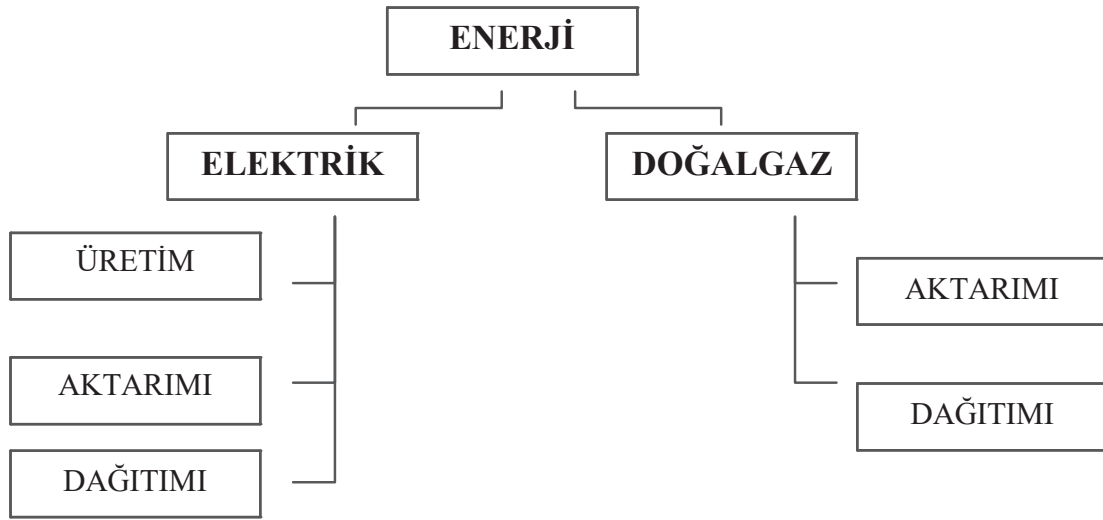 ENERJİ
ELEKTRİK
DOĞALGAZ
ÜRETİM
AKTARIMI
DAĞITIMI
AKTARIMI
DAĞITIMI